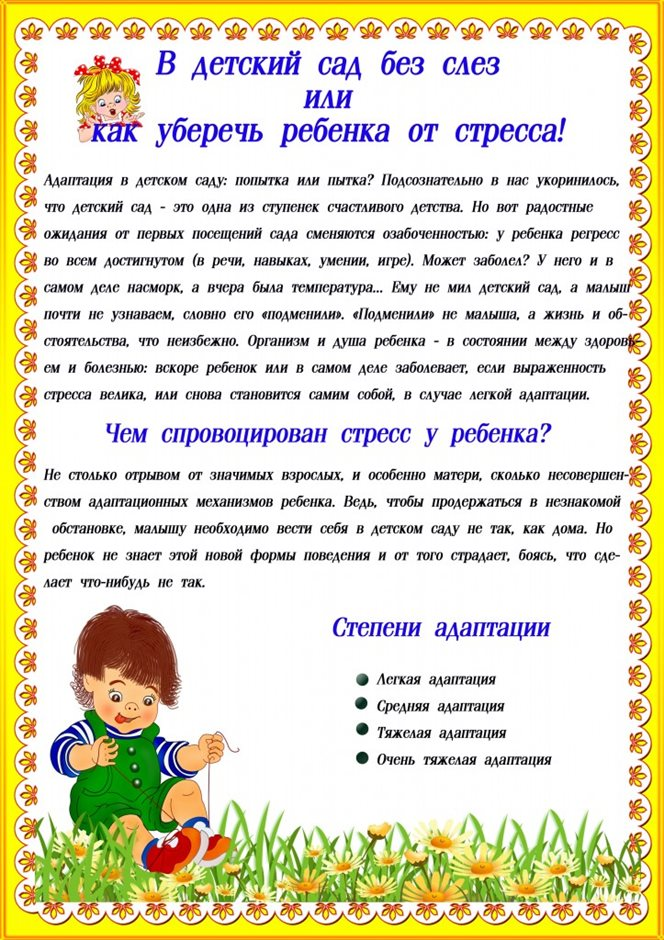 В детский сад без слез
или
как уберечь ребенка от стресса!
Адаптация в детском саду: попытка или пытка? Подсознательно в нас укоринилось,
что детский сад - это одна из ступенек счастливого детства. Но вот радостные
ожидания от первых посещений сада сменяются озабоченностью: у ребенка регресс
во всем достигнутом (в речи, навыках, умении, игре). Может заболел? У него и в
самом деле насморк, а вчера была температура... Ему не мил детский сад, а малыш
почти не узнаваем, словно его «подменили». «Подменили» не малыша, а жизнь и об-
стоятельства, что неизбежно. Организм и душа ребенка - в состоянии между здоровь-
ем и болезнью: вскоре ребенок или в самом деле заболевает, если выраженность
стресса велика, или снова становится самим собой, в случае легкой адаптации.
Чем спровоцирован стресс у ребенка?
Не столько отрывом от значимых взрослых, и особенно матери, сколько несовершен-
ством адаптационных механизмов ребенка. Ведь, чтобы продержаться в незнакомой
обстановке, малышу необходимо вести себя в детском саду не так, как дома. Но
ребенок не знает этой новой формы поведения и от того страдает, боясь, что сде-
лает что-нибудь не так.
Степени адаптации
Легкая адаптация
Средняя адаптация
Тяжелая адаптация
Очень тяжелая адаптация